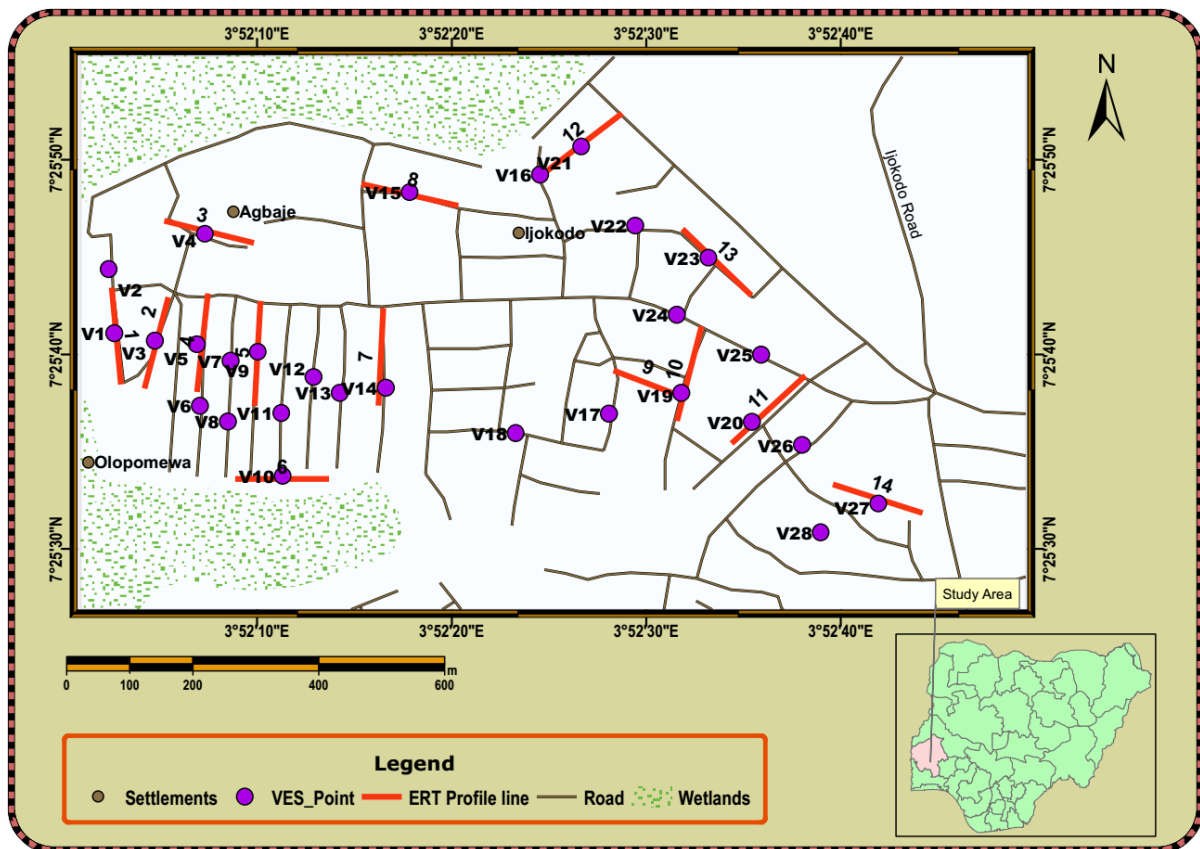 3°52'10"E 3°52'20"E 3°52'30"E 3°52'40"E
N
7°25'50"N
7°25'50"N
12
V21
V16
Ijokodo Road
8
V15
3
Agbaje
V4
Ijokodo
V22
V23
13
V2
V24
V1
1
2
V3
4
V5
V7
5
V9
V12
V13
7
V14
7°25'40"N
7°25'40"N
V25
9
10
V19
11
V6
V8
V11
V17
V18
V20
V26
Olopomewa
V10
6
14
V27
V28
7°25'30"N
7°25'30"N
Study Area
3°52'10"E 3°52'20"E 3°52'30"E 3°52'40"E
m
0 100 200 400 600
Legend
Settlements VES_Point ERT Profile line Road Wetlands